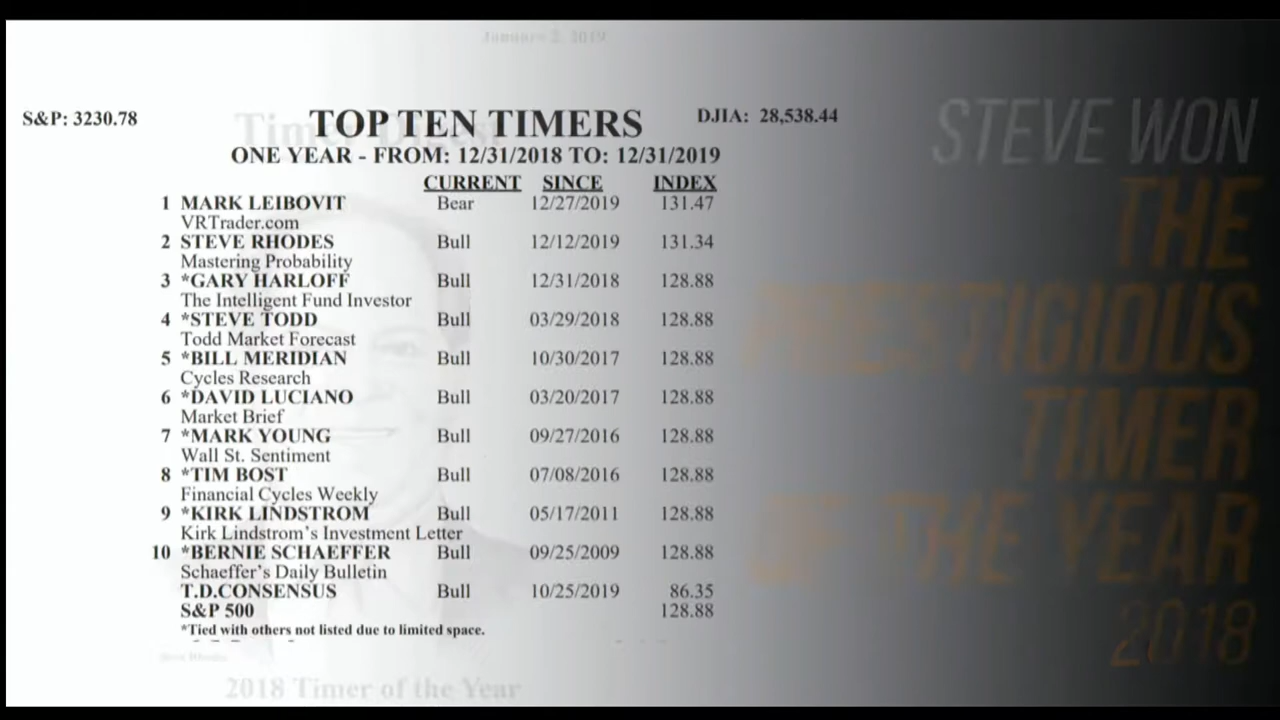 January 2, 2019
S&P: 3230.78
TOP TEN TIMERS
DJIA: 28,538.44
Timer Digest
ONE YEAR - FROM: 12/31/2018 TO: 12/31/2019
CURRENT SINCE INDEX
1 MARK LEIBOVIT Bear 12/27/2019 131.47
VRTrader.com
2 STEVE RHODES Bull 12/12/2019 131.34
Mastering Probability
3 *GARY HARLOFF Bull 12/31/2018 128.88
The Intelligent Fund Investor
4 *STEVE TODD Bull 03/29/2018 128.88
Todd Market Forecast
5 *BILL MERIDIAN Bull 10/30/2017 128.88
Cycles Research
6 *DAVID LUCIANO Bull 03/20/2017 128.88
Market Brief
7 *MARK YOUNG Bull 09/27/2016 128.88
Wall St. Sentiment
8 *TIM BOST Bull 07/08/2016 128.88
Financial Cycles Weekly
9 *KIRK LINDSTROM Bull 05/17/2011 128.88
Kirk Lindstrom's Investment Letter
10 *BERNIE SCHAEFFER Bull 09/25/2009 128.88
Schaeffer's Daily Bulletin
T.D.CONSENSUS Bull 10/25/2019 86.35
S&P 500 128.88
*Tied with others not listed due to limited space.
Steve Rhodes
2018 Timer of the Year
STEVE WON
THE
PRESTIGIOUS
TIMER
OF THE YEAR
2018